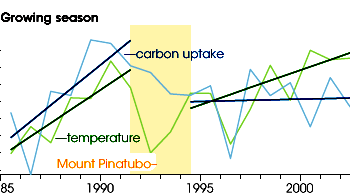 Growing season
carbon uptake
temperature
Mount Pinatubo
85 1990 1995 2000